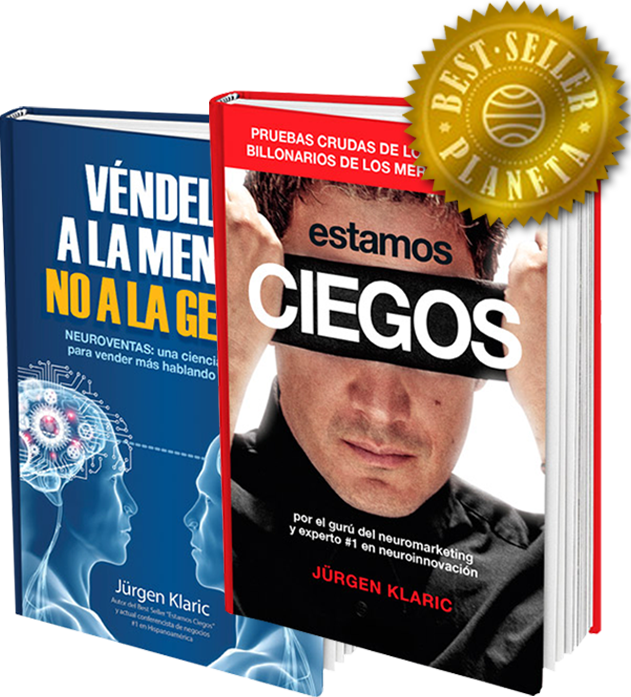 VÉNDEL
A LA MEN
NO A LA GE
NEUROVENTAS: una ciencia
para vender más hablando
Jürgen Klaric
Autor del Best Seller "Estamos Ciegos"
y actual conferencista de negocios
#1 en Hispanoamérica
PRUEBAS CRUDAS DE LO
BILLONARIOS DE LOS MER
estamos
CIEGOS
por el gurú del neuromarketing
y experto #1 en neuroinnovación
JÜRGEN KLARIC
BEST·SELLER
PLANETA